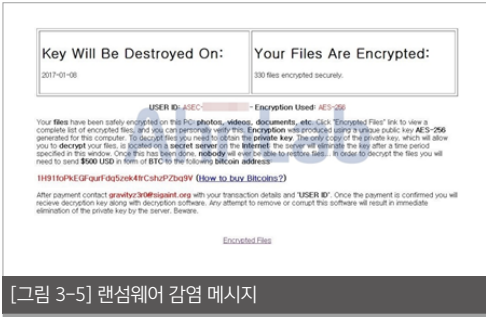 Key Will Be Destroyed On:
2017-01-08
Your Files Are Encrypted:
330 files encrypted securely.
USER ID: ASEC- - Encryption Used: AES-256
Your files have been safely encrypted on this PC: photos, videos, documents, etc. Click "Encrypted Files" link to view a
complete list of encrypted files, and you can personally verify this. Encryption was produced using a unique public key AES-256
generated for this computer. To decrypt files you need to obtain the private key. The only copy of the private key, which will allow
you to decrypt your files, is located on a secret server on the Internet; the server will eliminate the key after a time period
specified in this window. Once this has been done, nobody will ever be able to restore files... In order to decrypt the files you will
need to send $500 USD in form of BTC to the following bitcoin address:
1H91foPkEGFqurFdq5zek4frCshzPZbq9V (How to buy Bitcoins?)
After payment contact gravityz3r0@sigaint.org with your transaction details and "USER ID". Once the payment is confirmed you will
recieve decryption key along with decryption software. Any attempt to remove or corrupt this software will result in immediate
elimination of the private key by the server. Beware.
Encrypted Files
AhnLab
[그림 3-5] 랜섬웨어 감염 메시지